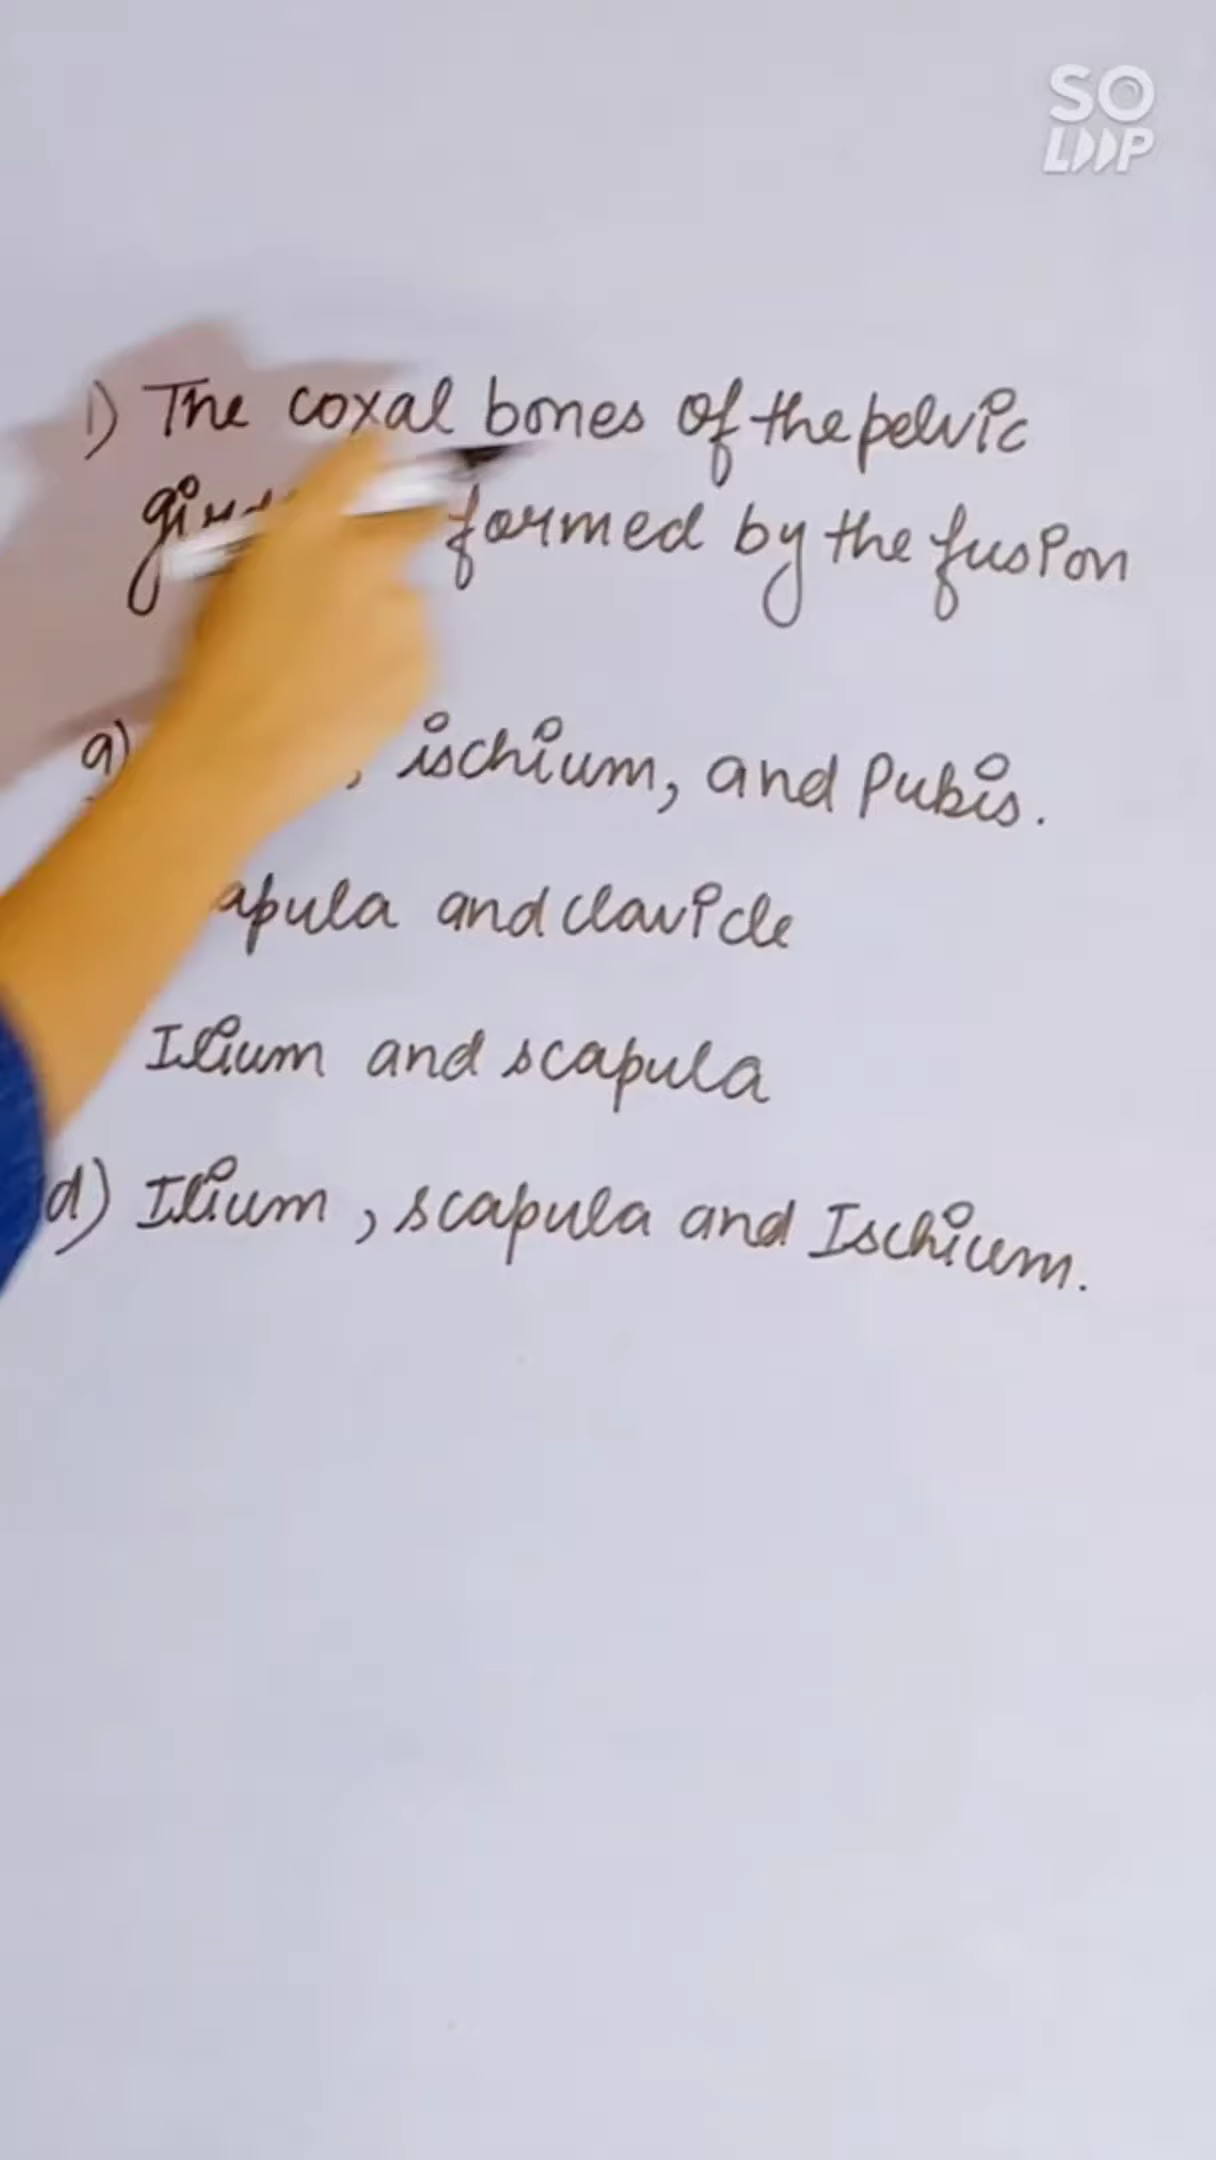 SO
LOOP
1) The coxal bones of the pelvic
formed by the fusion
a) , ischium, and Pubis.
apula and clavicle
Ilium and scapula
d) Ilium, scapula and Ischium.